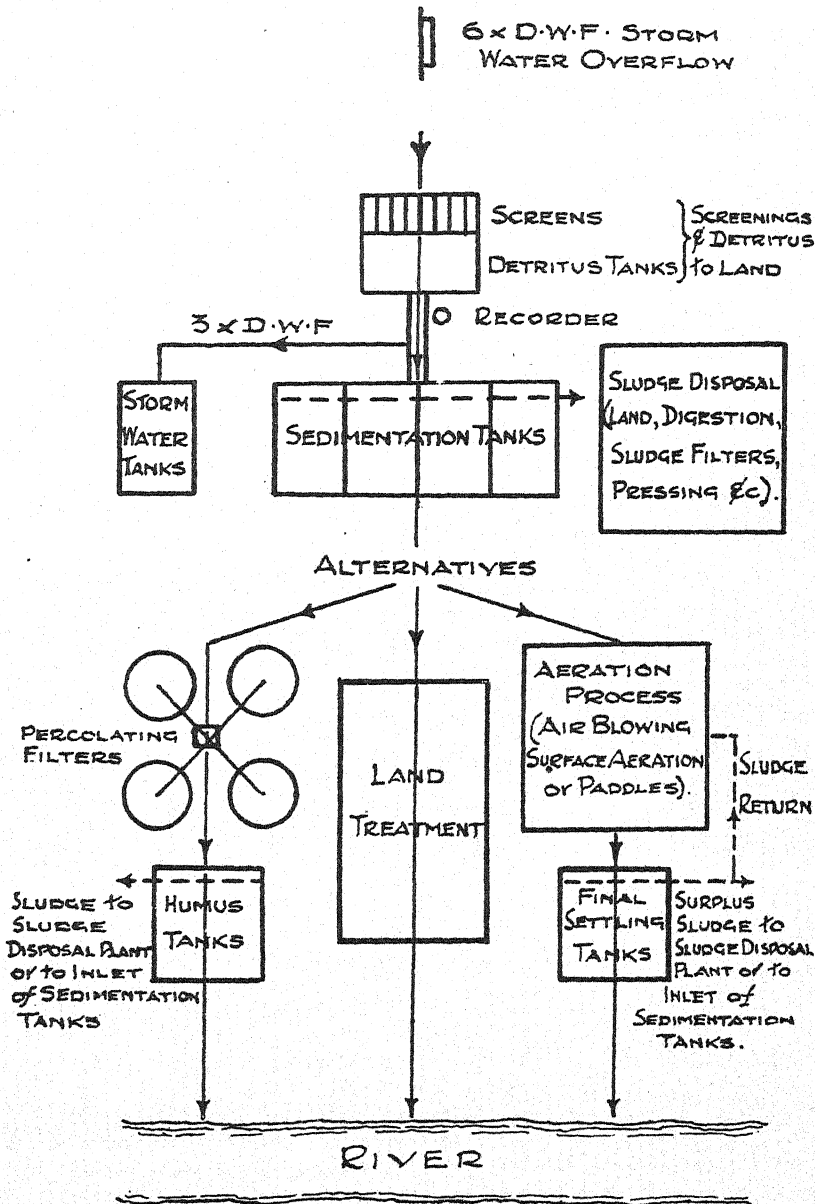 6 x D·W·F· STORM
WATER OVERFLOW
SCREENS
DETRITUS TANKS
SCREENINGS
& DETRITUS
to LAND
RECORDER
3 x D·W·F
STORM
WATER
TANKS
SEDIMENTATION TANKS
SLUDGE DISPOSAL
(LAND, DIGESTION,
SLUDGE FILTERS,
PRESSING &C).
ALTERNATIVES
PERCOLATING
FILTERS
LAND
TREATMENT
AERATION
PROCESS
(AIR BLOWING
SURFACE AERATION
or PADDLES).
SLUDGE
RETURN
SLUDGE to
SLUDGE
DISPOSAL PLANT
or to INLET
of SEDIMENTATION
TANKS
HUMUS
TANKS
FINAL
SETTLING
TANKS
SURPLUS
SLUDGE to
SLUDGE DISPOSAL
PLANT or to
INLET of
SEDIMENTATION
TANKS.
RIVER